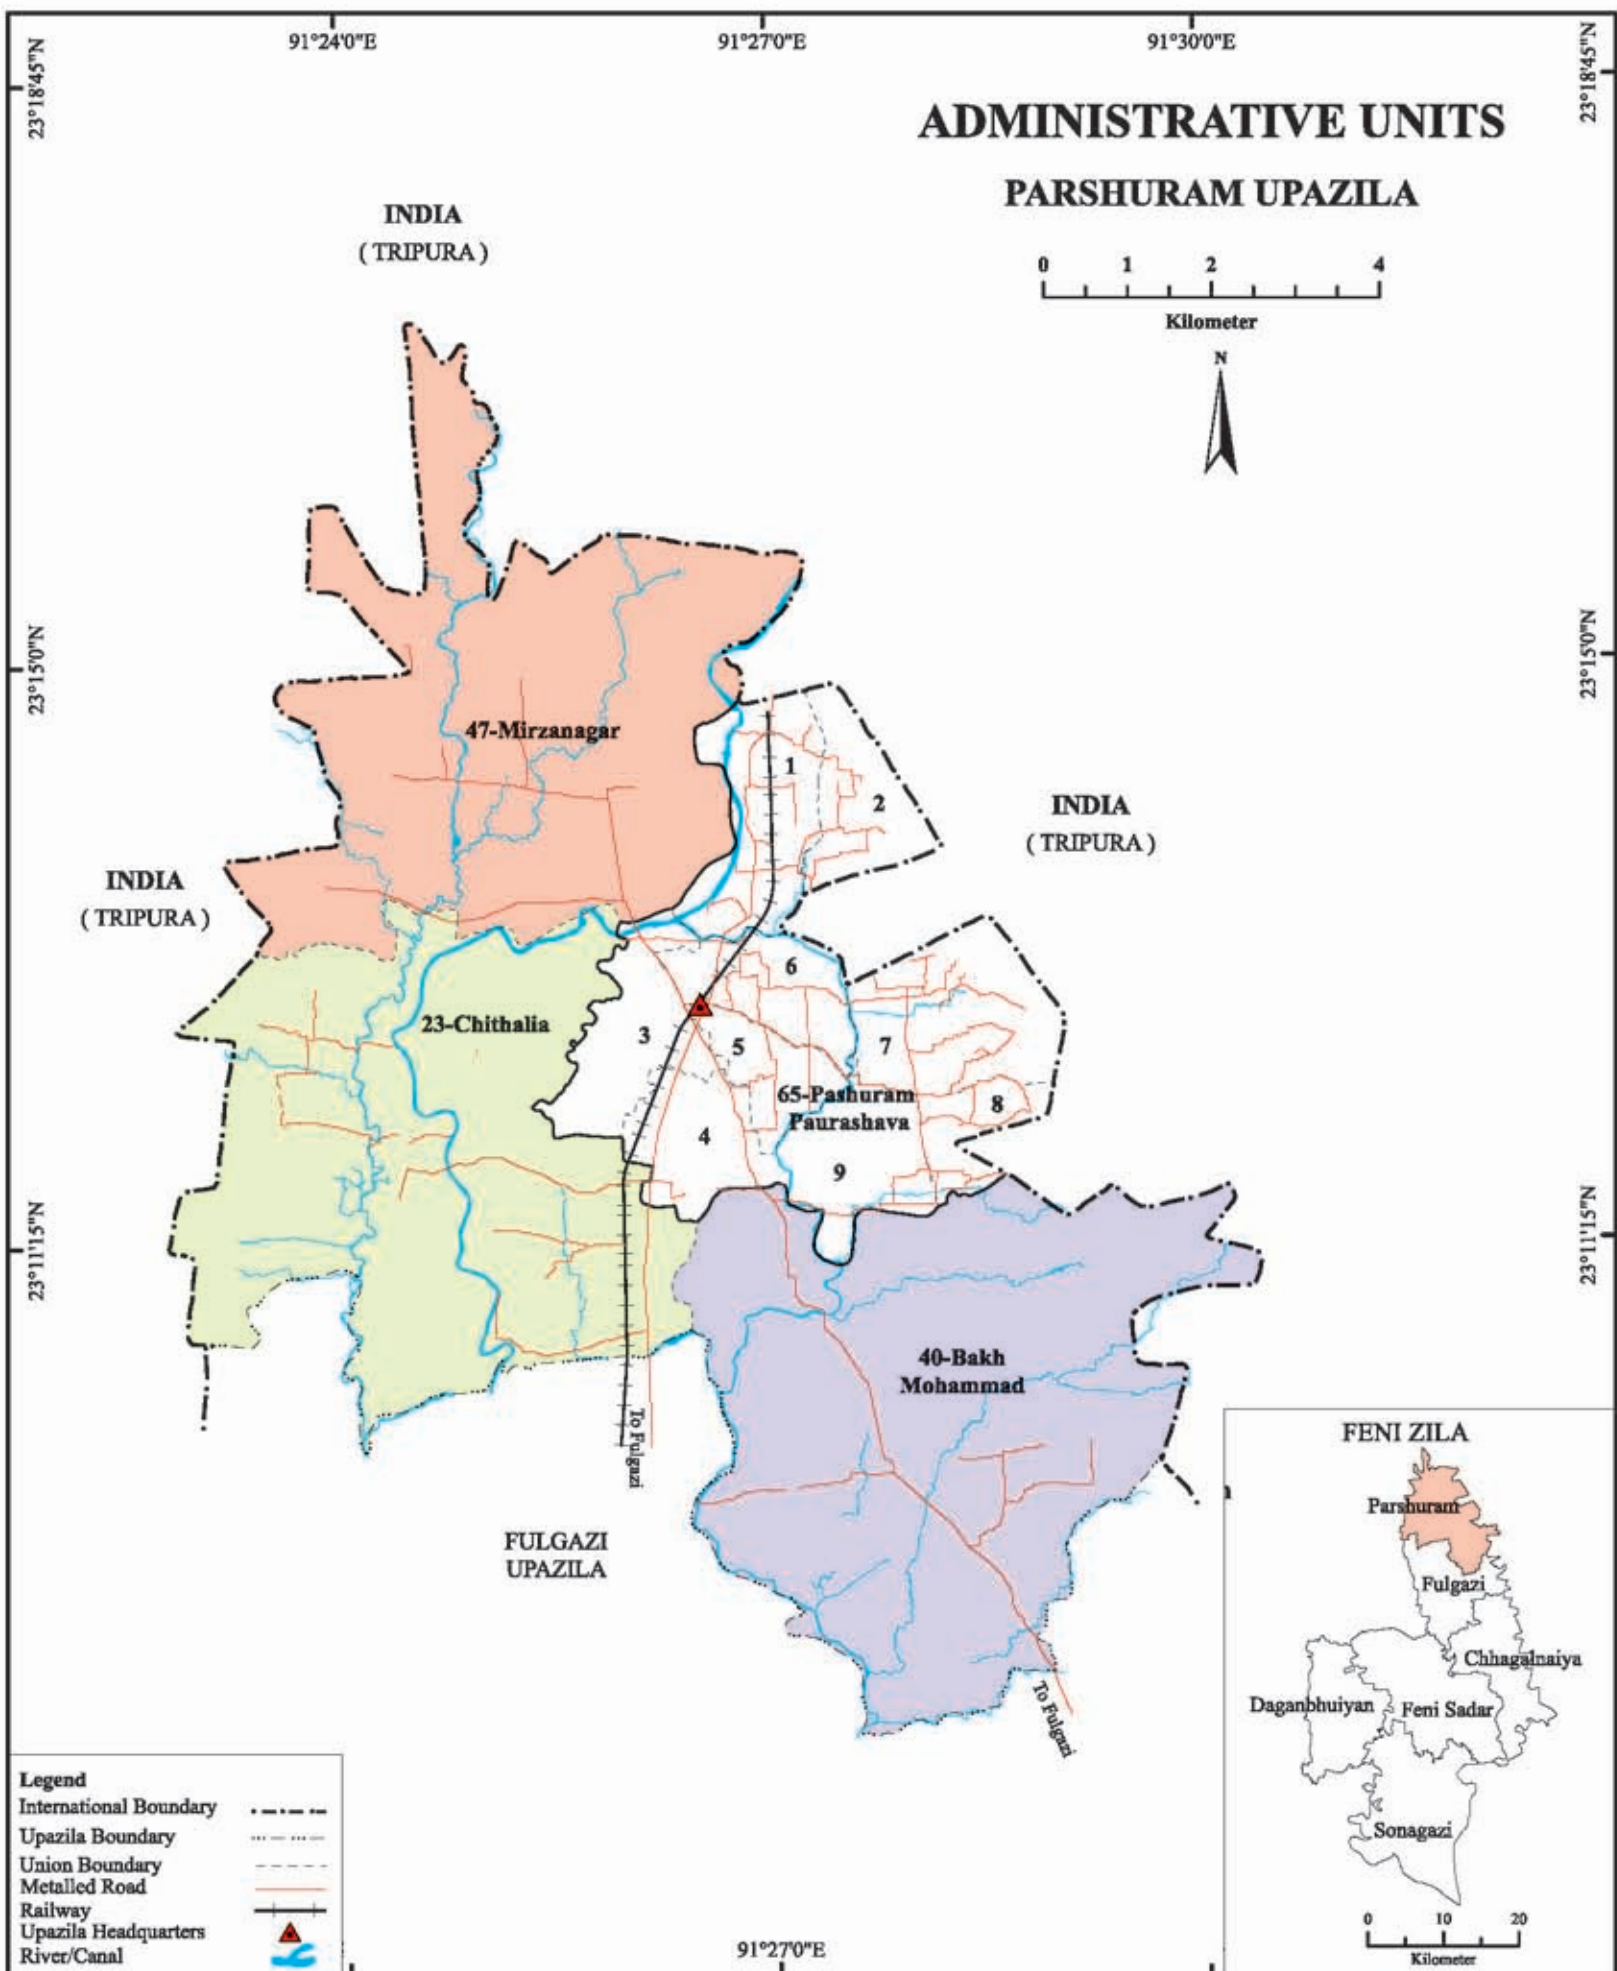 91°24'0"E
91°27'0"E
91°30'0"E
23°18'45"N
23°18'45"N
ADMINISTRATIVE UNITS
PARSHURAM UPAZILA
0 1 2 4
Kilometer
N
INDIA
( TRIPURA )
23°15'0"N
23°15'0"N
47-Mirzanagar
1
2
INDIA
( TRIPURA )
INDIA
( TRIPURA )
6
23-Chithalia
3
5
7
65-Pashuram
Paurashava
8
4
9
23°11'15"N
23°11'15"N
40-Bakh
Mohammad
To Fulgazi
FULGAZI
UPAZILA
To Fulgazi
FENI ZILA
Parshuram
Fulgazi
Chhagalnaiya
Daganbhuiyan
Feni Sadar
Sonagazi
0 10 20
Kilometer
Legend
International Boundary
Upazila Boundary
Union Boundary
Metalled Road
Railway
Upazila Headquarters
River/Canal
91°27'0"E